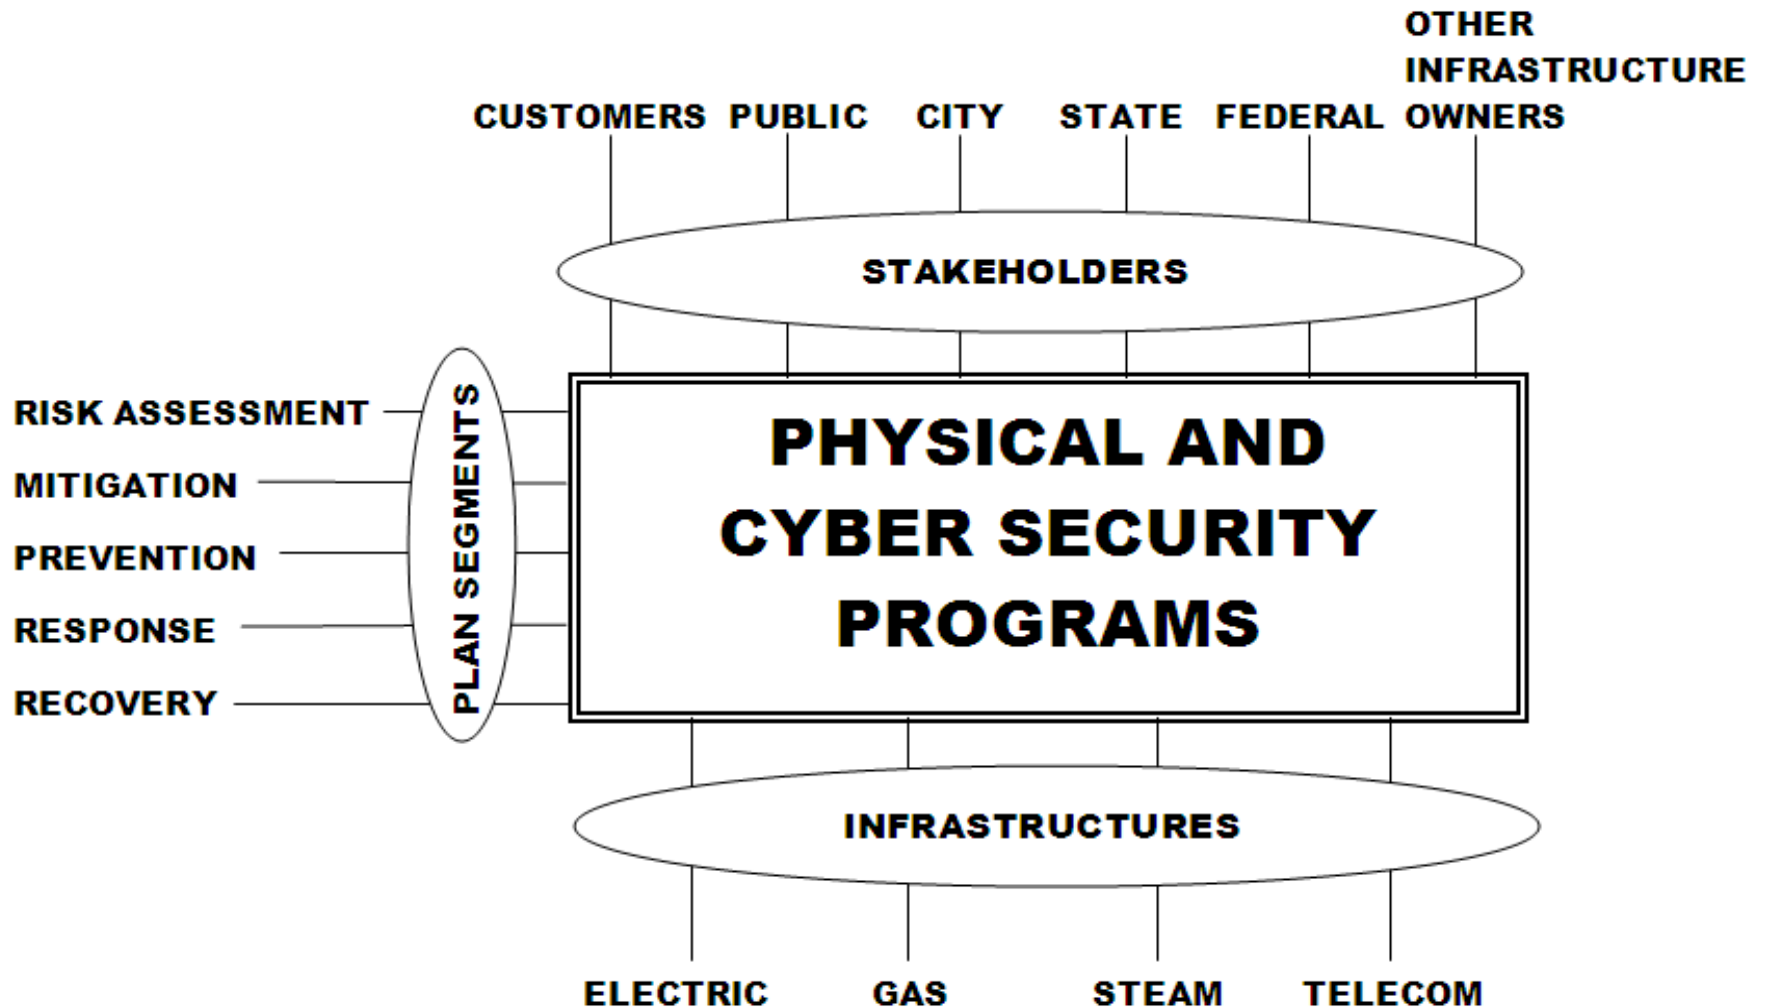 OTHER
INFRASTRUCTURE
CUSTOMERS PUBLIC CITY STATE FEDERAL OWNERS
STAKEHOLDERS
PLAN SEGMENTS
RISK ASSESSMENT
MITIGATION
PREVENTION
RESPONSE
RECOVERY
PHYSICAL AND
CYBER SECURITY
PROGRAMS
INFRASTRUCTURES
ELECTRIC GAS STEAM TELECOM